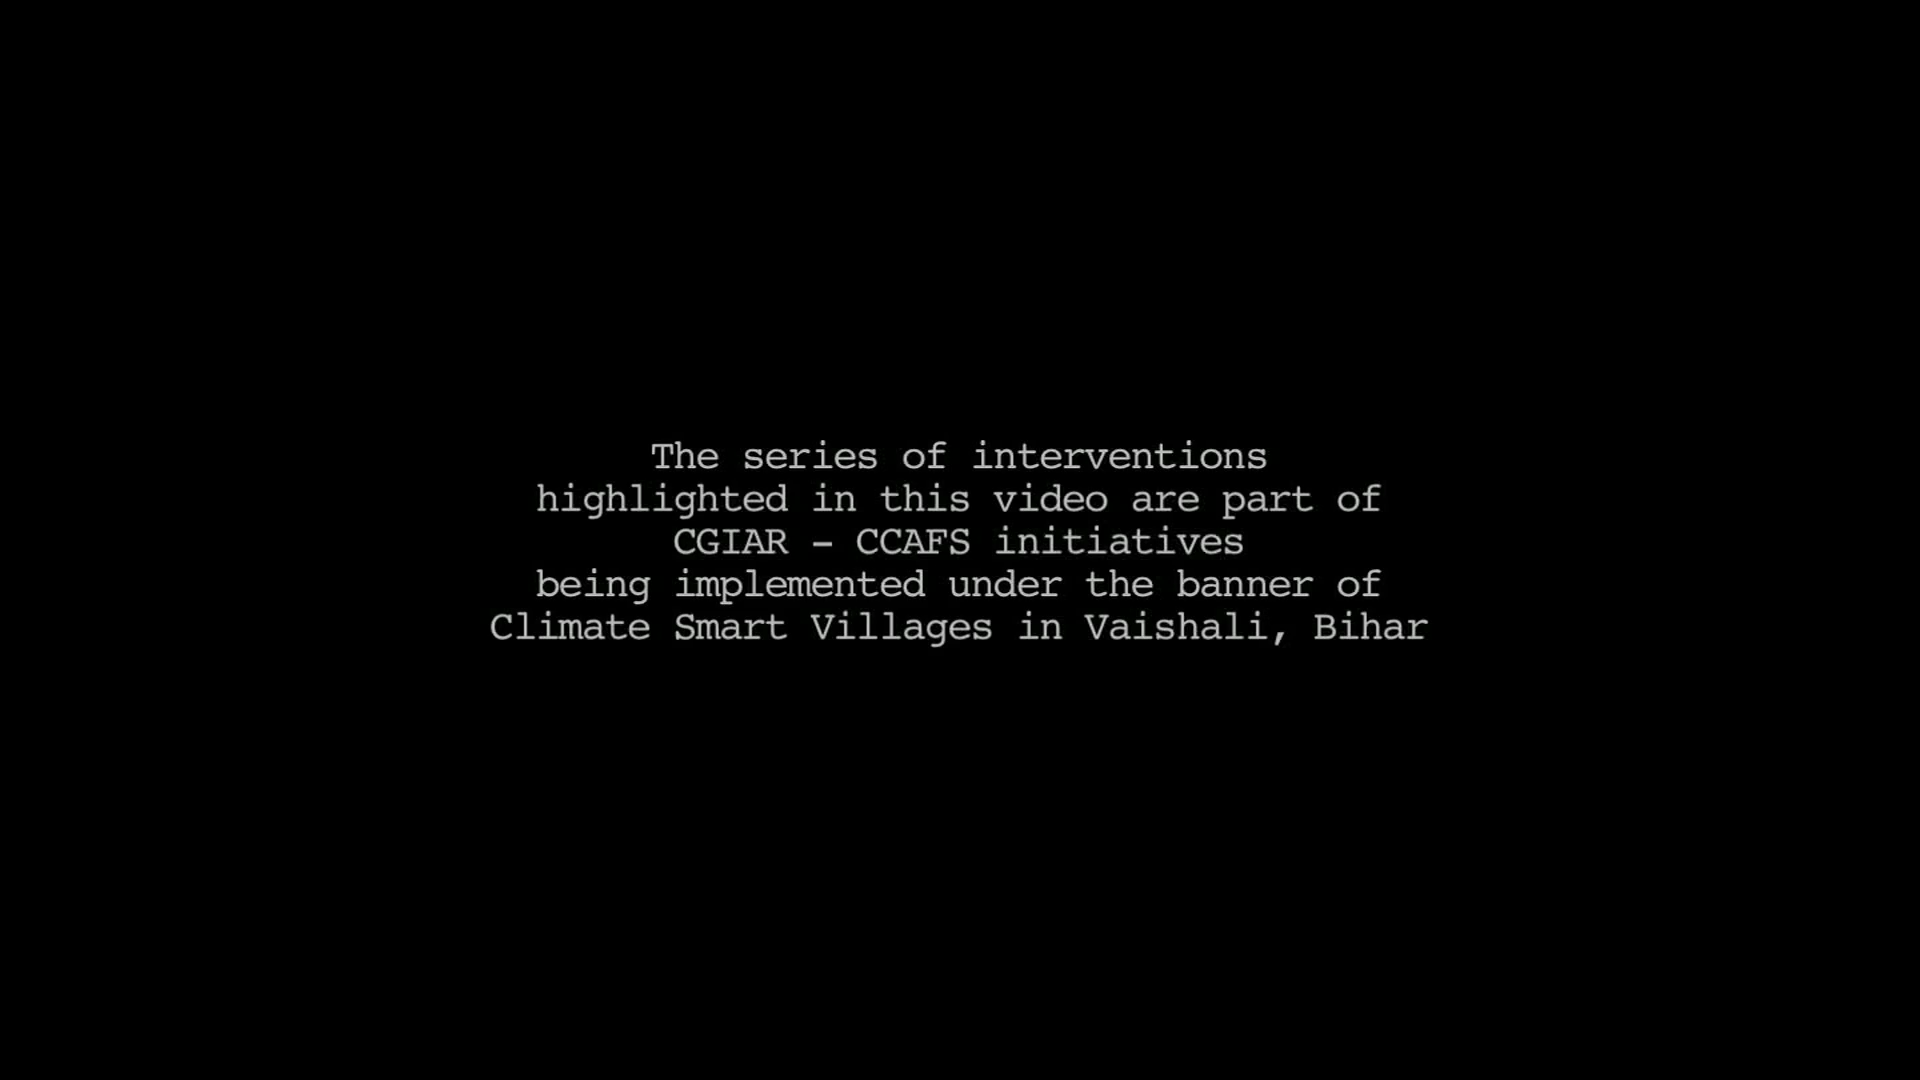 The series of interventions
highlighted in this video are part of
CGIAR - CCAFS initiatives
being implemented under the banner of
Climate Smart Villages in Vaishali, Bihar